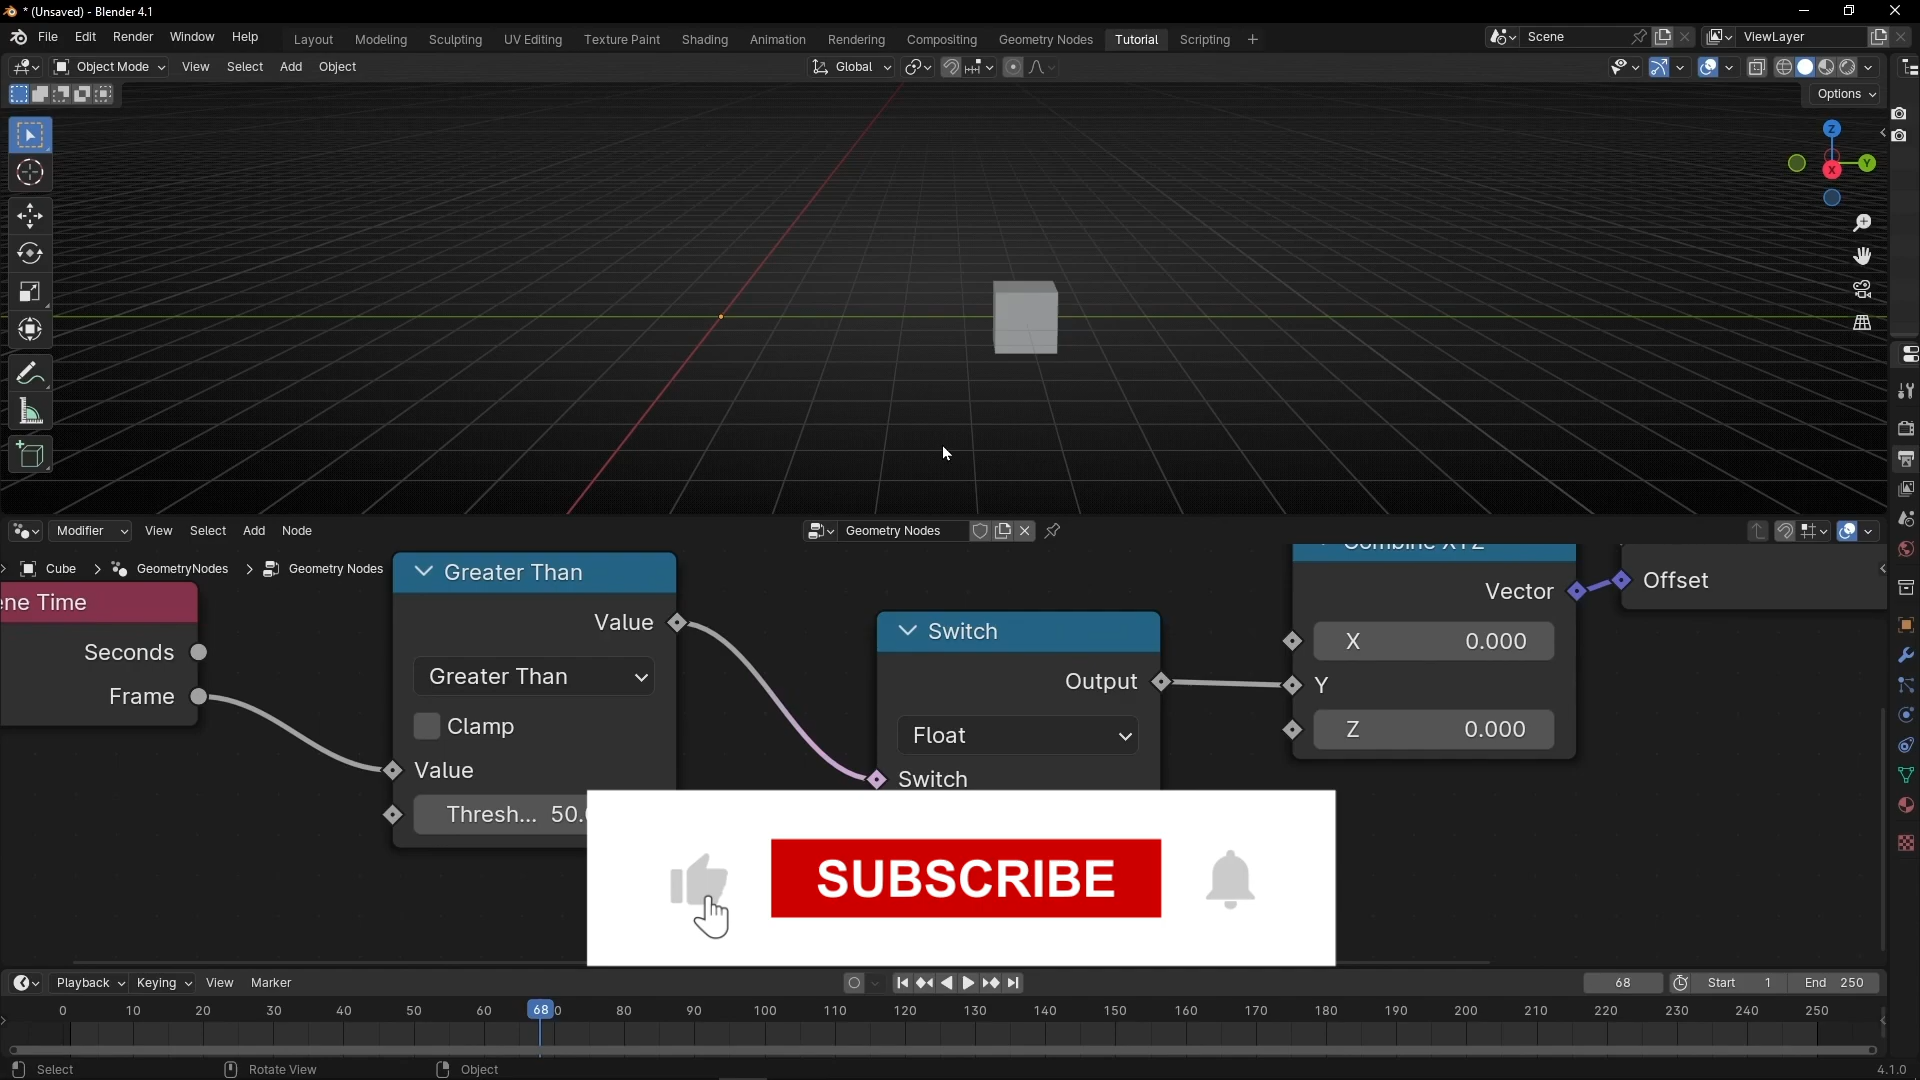 * (Unsaved) - Blender 4.1
File Edit Render Window Help
Layout Modeling Sculpting UV Editing Texture Paint Shading Animation Rendering Compositing Geometry Nodes Tutorial Scripting +
Scene
ViewLayer
Object Mode View Select Add Object
Global
Options
Z
Y
X
Modifier View Select Add Node
Geometry Nodes
Cube > GeometryNodes > Geometry Nodes
ne Time
Seconds
Frame
Greater Than
Value
Greater Than
Clamp
Value
Thresh... 50.
Switch
Output
Float
Switch
Vector
X 0.000
Y
Z 0.000
Offset
SUBSCRIBE
Playback Keying View Marker
68
Start 1
End 250
0 10 20 30 40 50 60 68 0 80 90 100 110 120 130 140 150 160 170 180 190 200 210 220 230 240 250
Select Rotate View Object
4.1.0